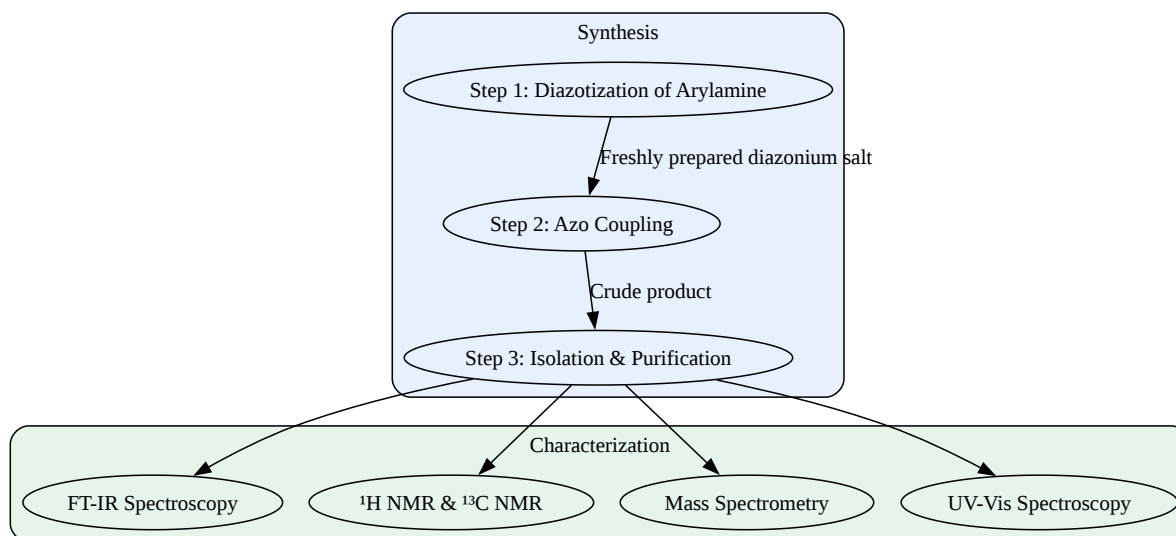 Synthesis
Step 1: Diazotization of Arylamine
Freshly prepared diazonium salt
Step 2: Azo Coupling
Crude product
Step 3: Isolation & Purification
Characterization
FT-IR Spectroscopy
¹H NMR & ¹³C NMR
Mass Spectrometry
UV-Vis Spectroscopy